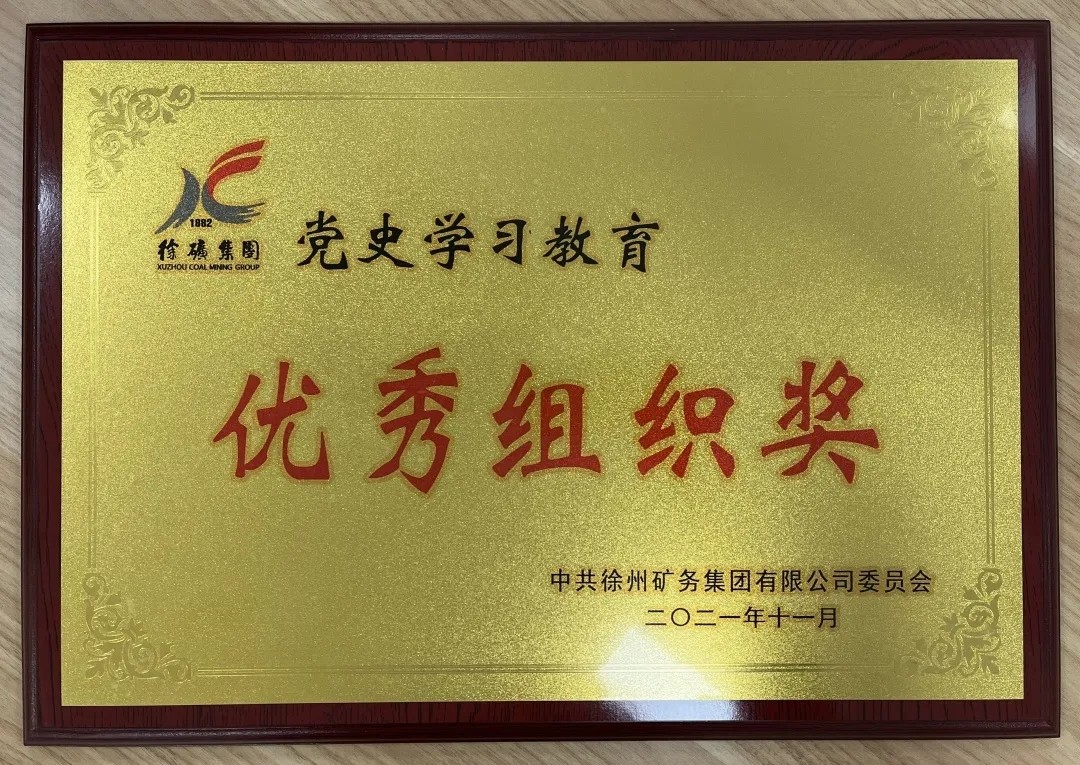 1882
徐礦集團
XUZHOU COAL MINING GROUP
党史学习教育
优秀组织奖
中共徐州矿务集团有限公司委员会
二〇二一年十一月